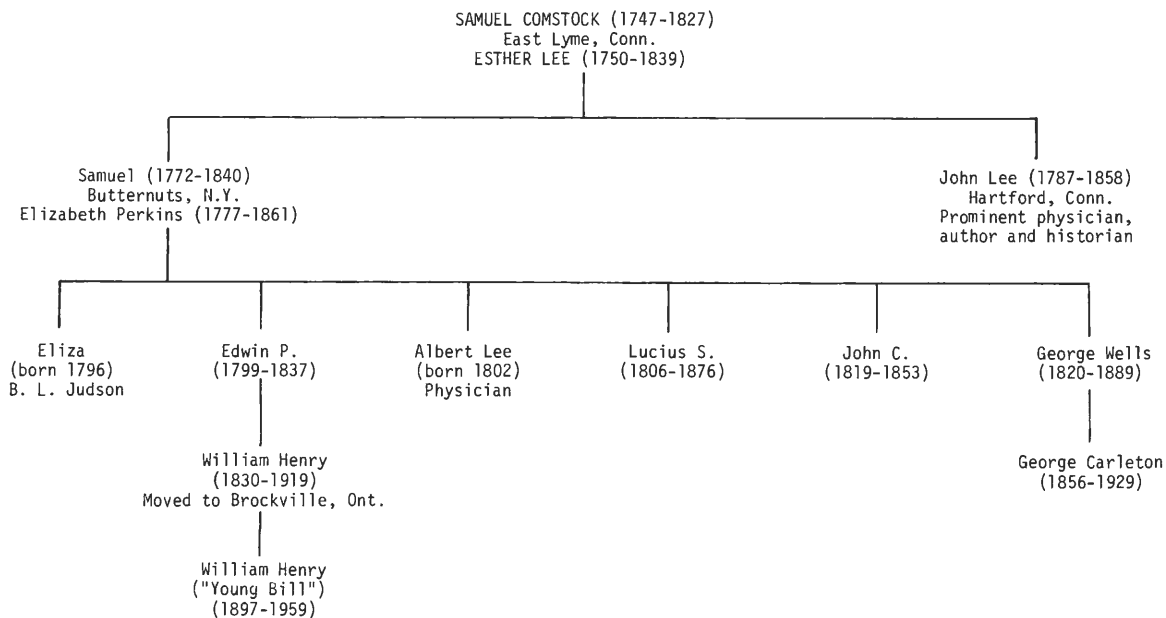 SAMUEL COMSTOCK (1747-1827)
East Lyme, Conn.
ESTHER LEE (1750-1839)
Samuel (1772-1840)
Butternuts, N.Y.
Elizabeth Perkins (1777-1861)
John Lee (1787-1858)
Hartford, Conn.
Prominent physician,
author and historian
Eliza
(born 1796)
B. L. Judson
Edwin P.
(1799-1837)
Albert Lee
(born 1802)
Physician
Lucius S.
(1806-1876)
John C.
(1819-1853)
George Wells
(1820-1889)
William Henry
(1830-1919)
Moved to Brockville, Ont.
George Carleton
(1856-1929)
William Henry
("Young Bill")
(1897-1959)